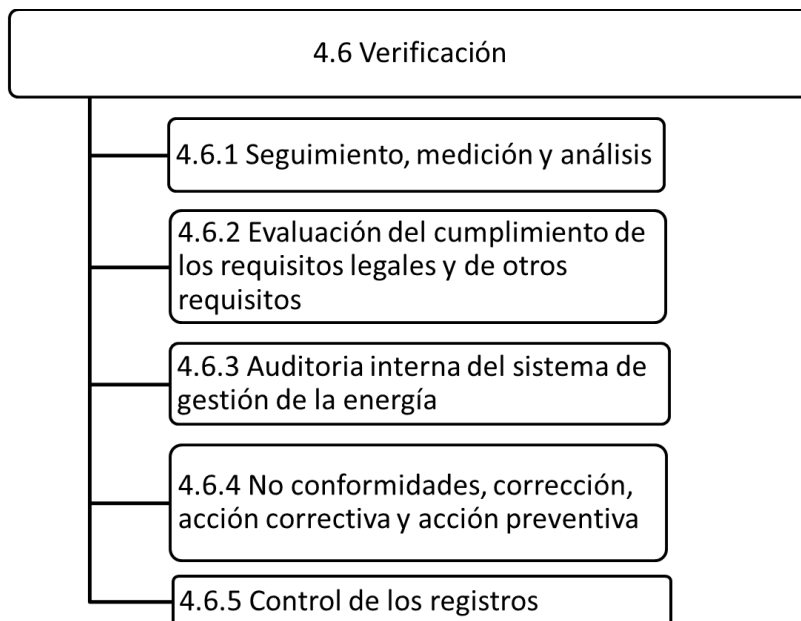 4.6 Verificación
4.6.1 Seguimiento, medición y análisis
4.6.2 Evaluación del cumplimiento de
los requisitos legales y de otros
requisitos
4.6.3 Auditoria interna del sistema de
gestión de la energía
4.6.4 No conformidades, corrección,
acción correctiva y acción preventiva
4.6.5 Control de los registros